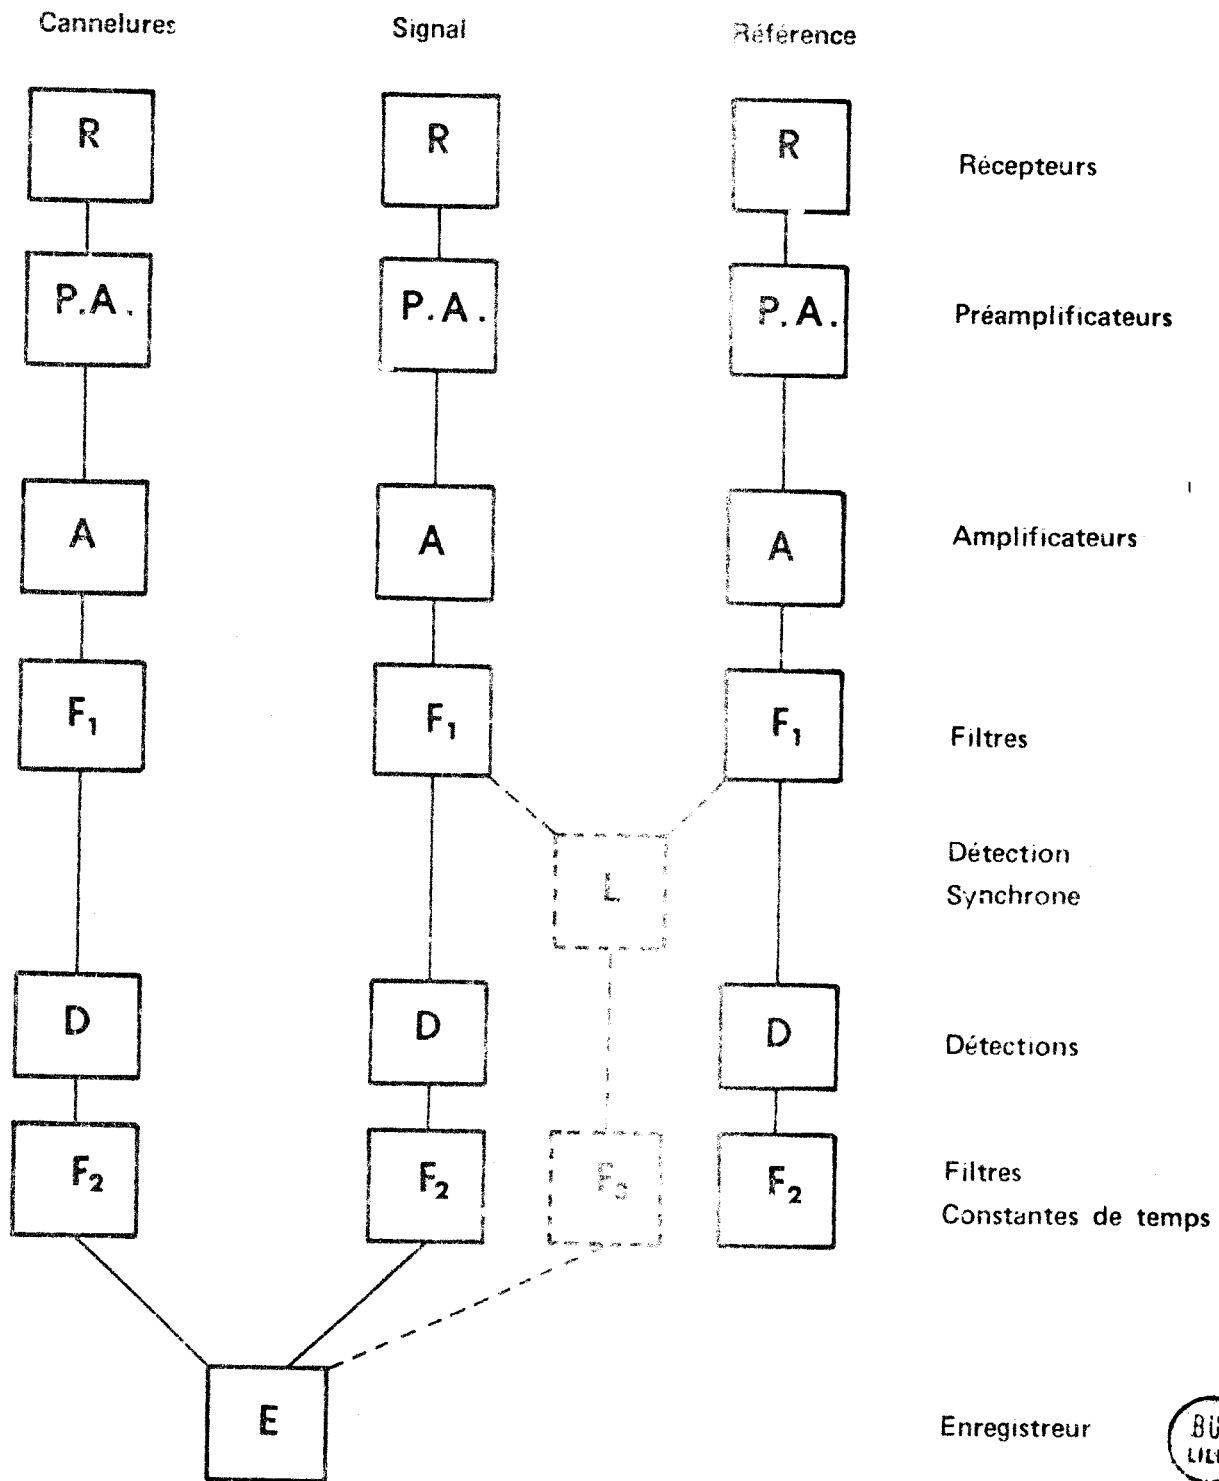 Cannelures Signal Référence
R R R Récepteurs
P.A. P.A. P.A. Préamplificateurs
A A A Amplificateurs
F₁ F₁ F₁ Filtres
Détection
L
Synchrone
D D D Détections
F₂ F₂ F₂ Filtres
Constantes de temps
E Enregistreur